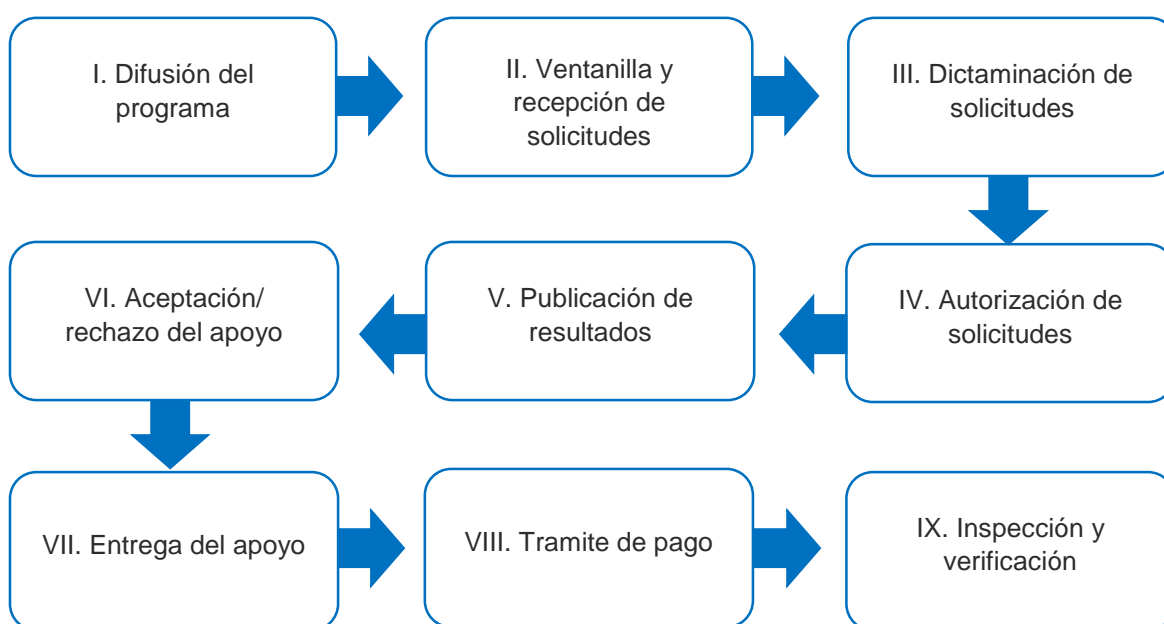 I. Difusión del
programa
II. Ventanilla y
recepción de
solicitudes
III. Dictaminación de
solicitudes
IV. Autorización de
solicitudes
V. Publicación de
resultados
VI. Aceptación/
rechazo del apoyo
VII. Entrega del apoyo
VIII. Tramite de pago
IX. Inspección y
verificación